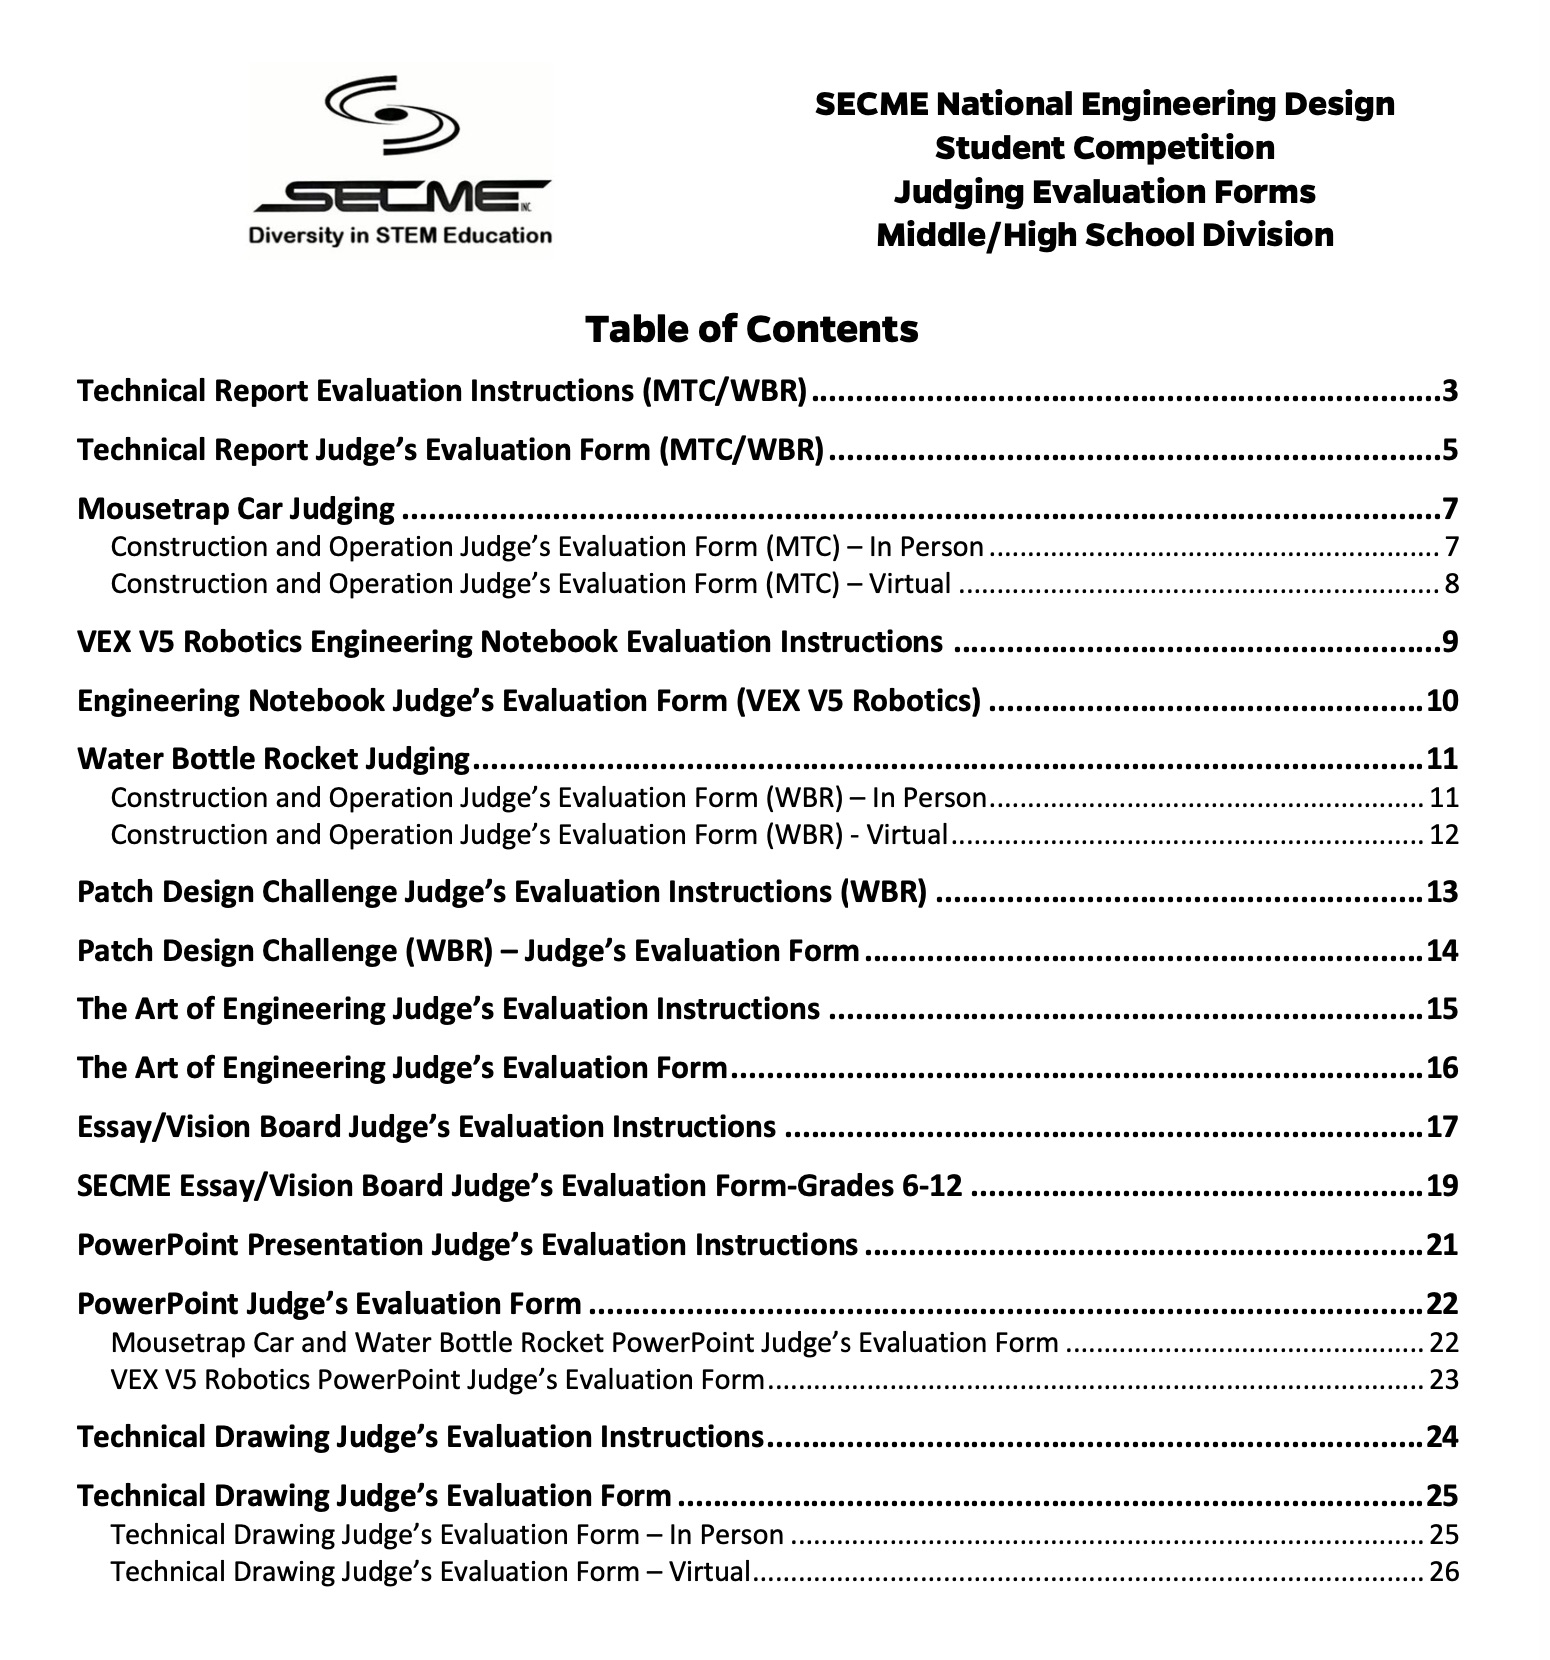 SECME INC.
Diversity in STEM Education
SECME National Engineering Design
Student Competition
Judging Evaluation Forms
Middle/High School Division
Table of Contents
Technical Report Evaluation Instructions (MTC/WBR) 3
Technical Report Judge’s Evaluation Form (MTC/WBR) 5
Mousetrap Car Judging 7
Construction and Operation Judge’s Evaluation Form (MTC) – In Person 7
Construction and Operation Judge’s Evaluation Form (MTC) – Virtual 8
VEX V5 Robotics Engineering Notebook Evaluation Instructions 9
Engineering Notebook Judge’s Evaluation Form (VEX V5 Robotics) 10
Water Bottle Rocket Judging 11
Construction and Operation Judge’s Evaluation Form (WBR) – In Person 11
Construction and Operation Judge’s Evaluation Form (WBR) - Virtual 12
Patch Design Challenge Judge’s Evaluation Instructions (WBR) 13
Patch Design Challenge (WBR) – Judge’s Evaluation Form 14
The Art of Engineering Judge’s Evaluation Instructions 15
The Art of Engineering Judge’s Evaluation Form 16
Essay/Vision Board Judge’s Evaluation Instructions 17
SECME Essay/Vision Board Judge’s Evaluation Form-Grades 6-12 19
PowerPoint Presentation Judge’s Evaluation Instructions 21
PowerPoint Judge’s Evaluation Form 22
Mousetrap Car and Water Bottle Rocket PowerPoint Judge’s Evaluation Form 22
VEX V5 Robotics PowerPoint Judge’s Evaluation Form 23
Technical Drawing Judge’s Evaluation Instructions 24
Technical Drawing Judge’s Evaluation Form 25
Technical Drawing Judge’s Evaluation Form – In Person 25
Technical Drawing Judge’s Evaluation Form – Virtual 26